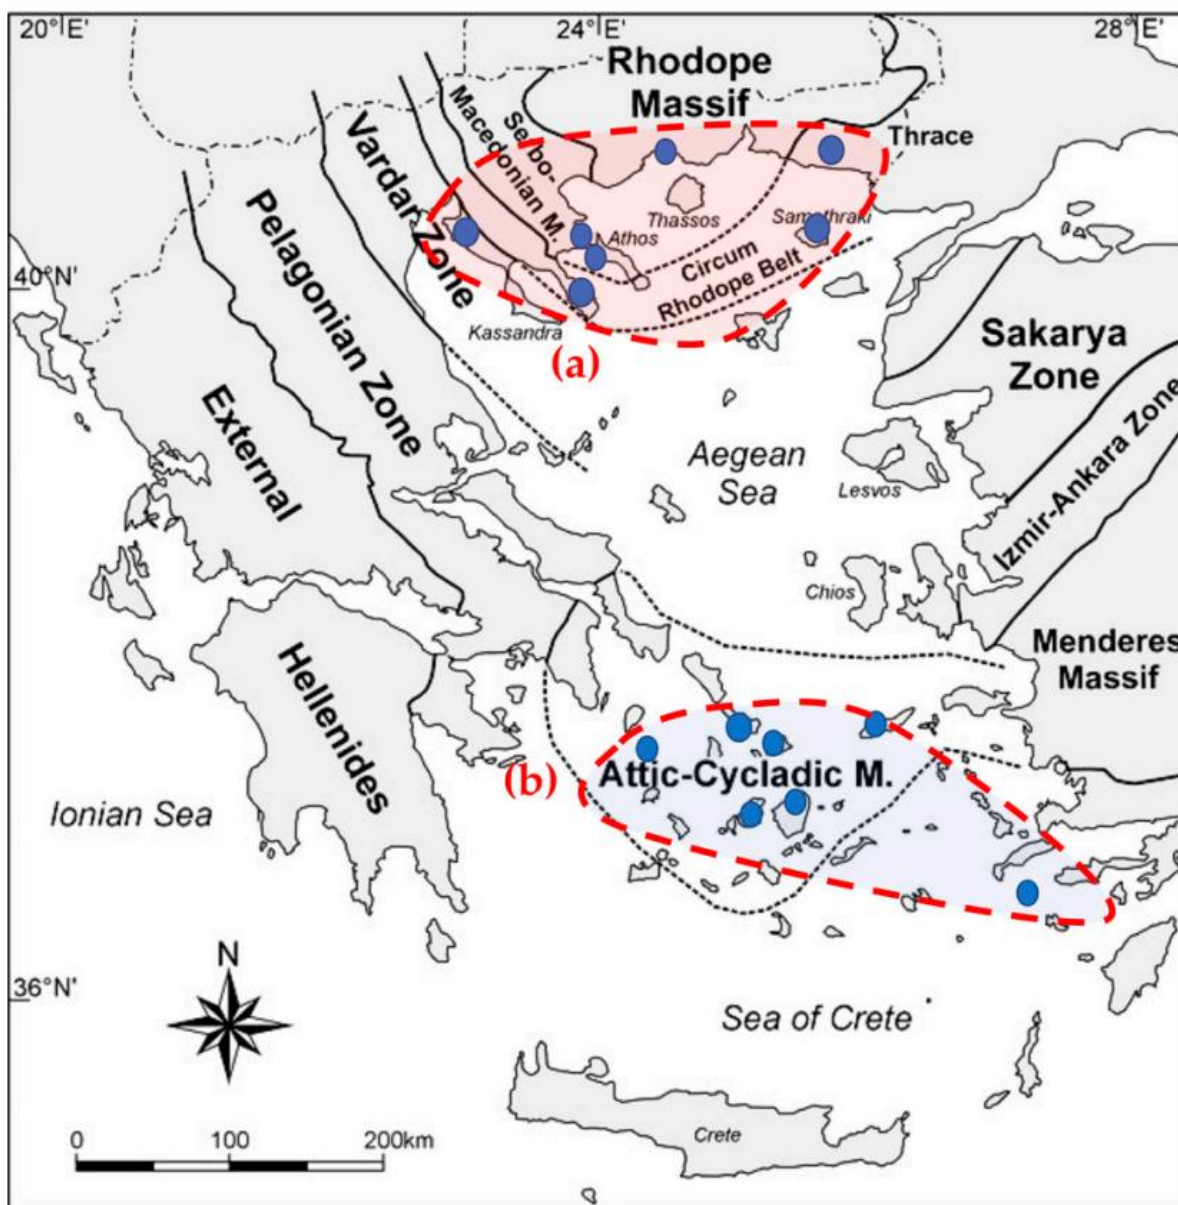 20°E'
24°E'
28°E'
Rhodope
Massif
Thrace
Serbo-
Macedonian M.
Vardar Zone
Pelagonian Zone
External
Hellenides
Thassos
Samothraki
Athos
Circum
Rhodope Belt
40°N'
Kassandra
(a)
Sakarya
Zone
Izmir-Ankara Zone
Aegean
Sea
Lesvos
Chios
Menderes
Massif
(b)
Attic-Cycladic M.
Ionian Sea
36°N'
N
Sea of Crete
0 100 200km
Crete